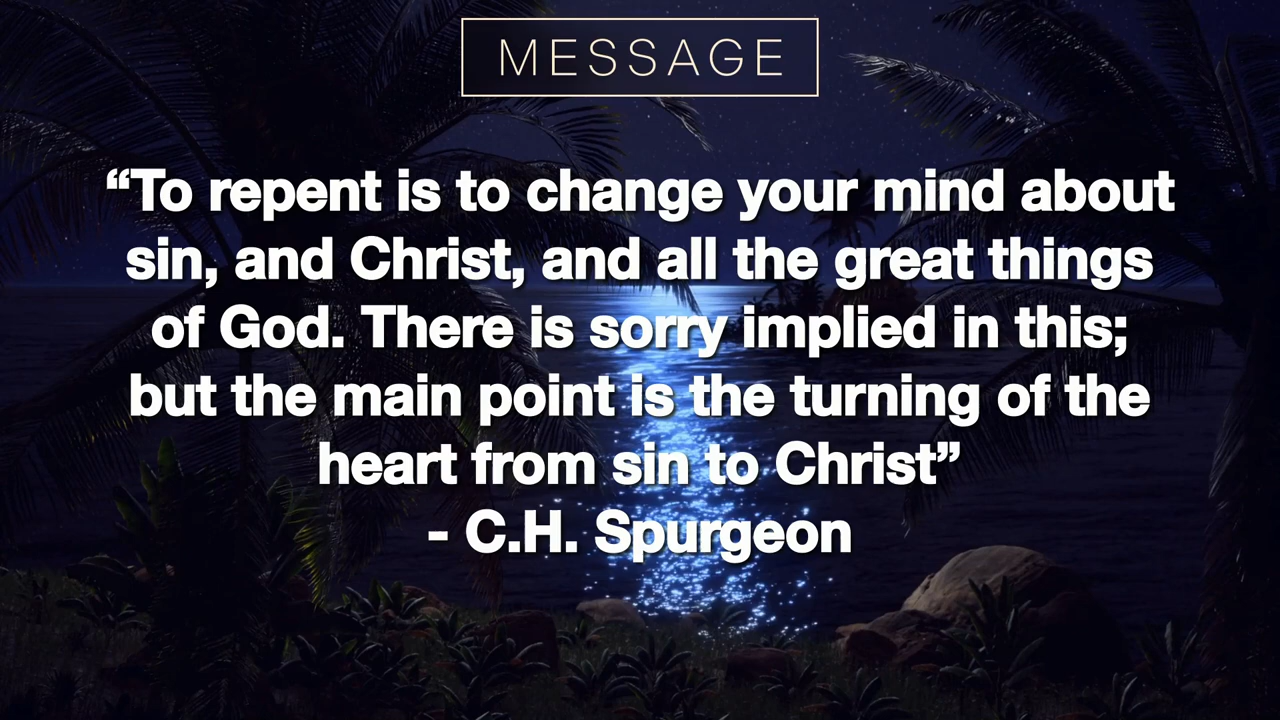 MESSAGE
“To repent is to change your mind about
sin, and Christ, and all the great things
of God. There is sorry implied in this;
but the main point is the turning of the
heart from sin to Christ”
- C.H. Spurgeon